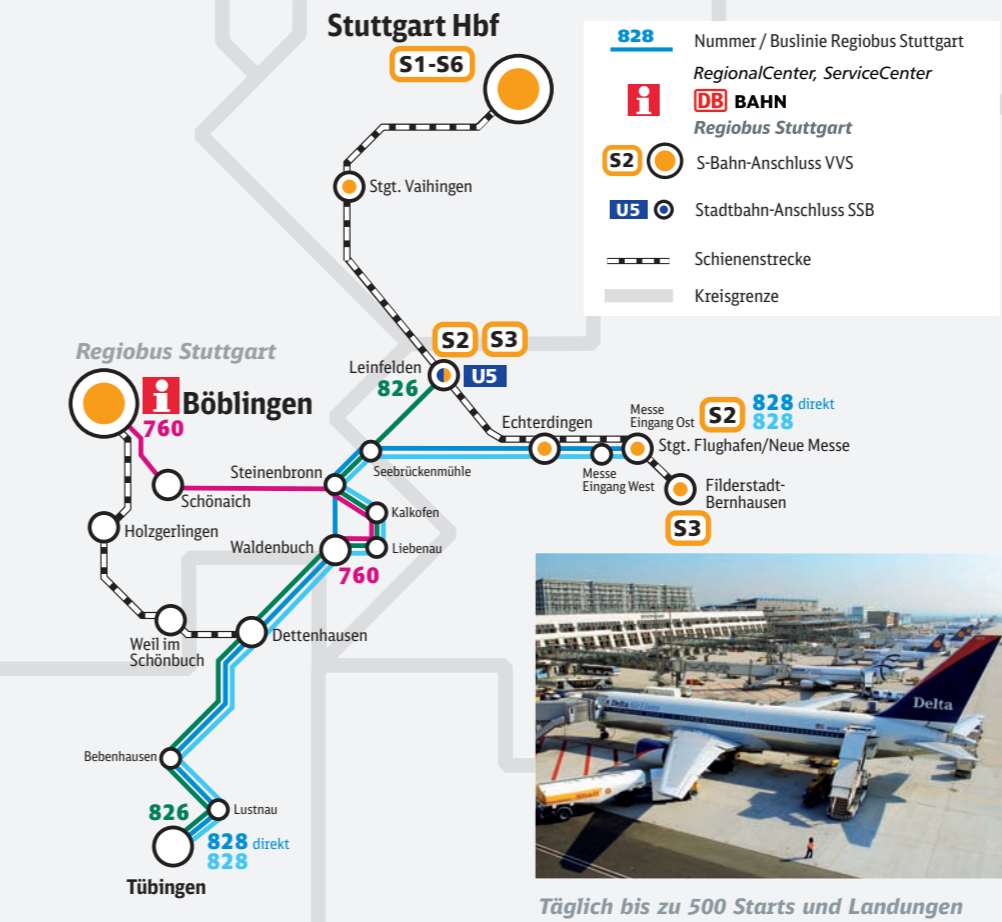 Stuttgart Hbf
S1-S6
828 Nummer / Buslinie Regiobus Stuttgart
RegionalCenter, ServiceCenter
i DB BAHN
Regiobus Stuttgart
S2 S-Bahn-Anschluss VVS
U5 Stadtbahn-Anschluss SSB
Schienenstrecke
Kreisgrenze
Stgt. Vaihingen
S2 S3
Leinfelden
826
U5
Regiobus Stuttgart
i Böblingen
760
Schönaich
Holzgerlingen
Weil im
Schönbuch
Echterdingen
Messe
Eingang Ost
S2
828 direkt
828
Stgt. Flughafen/Neue Messe
Messe
Eingang West
Filderstadt-
Bernhausen
S3
Steinenbronn
Seebrückenmühle
Kalkofen
Waldenbuch
Liebenau
760
Dettenhausen
Bebenhausen
826
Lustnau
828 direkt
828
Tübingen
Delta
Delta
Täglich bis zu 500 Starts und Landungen